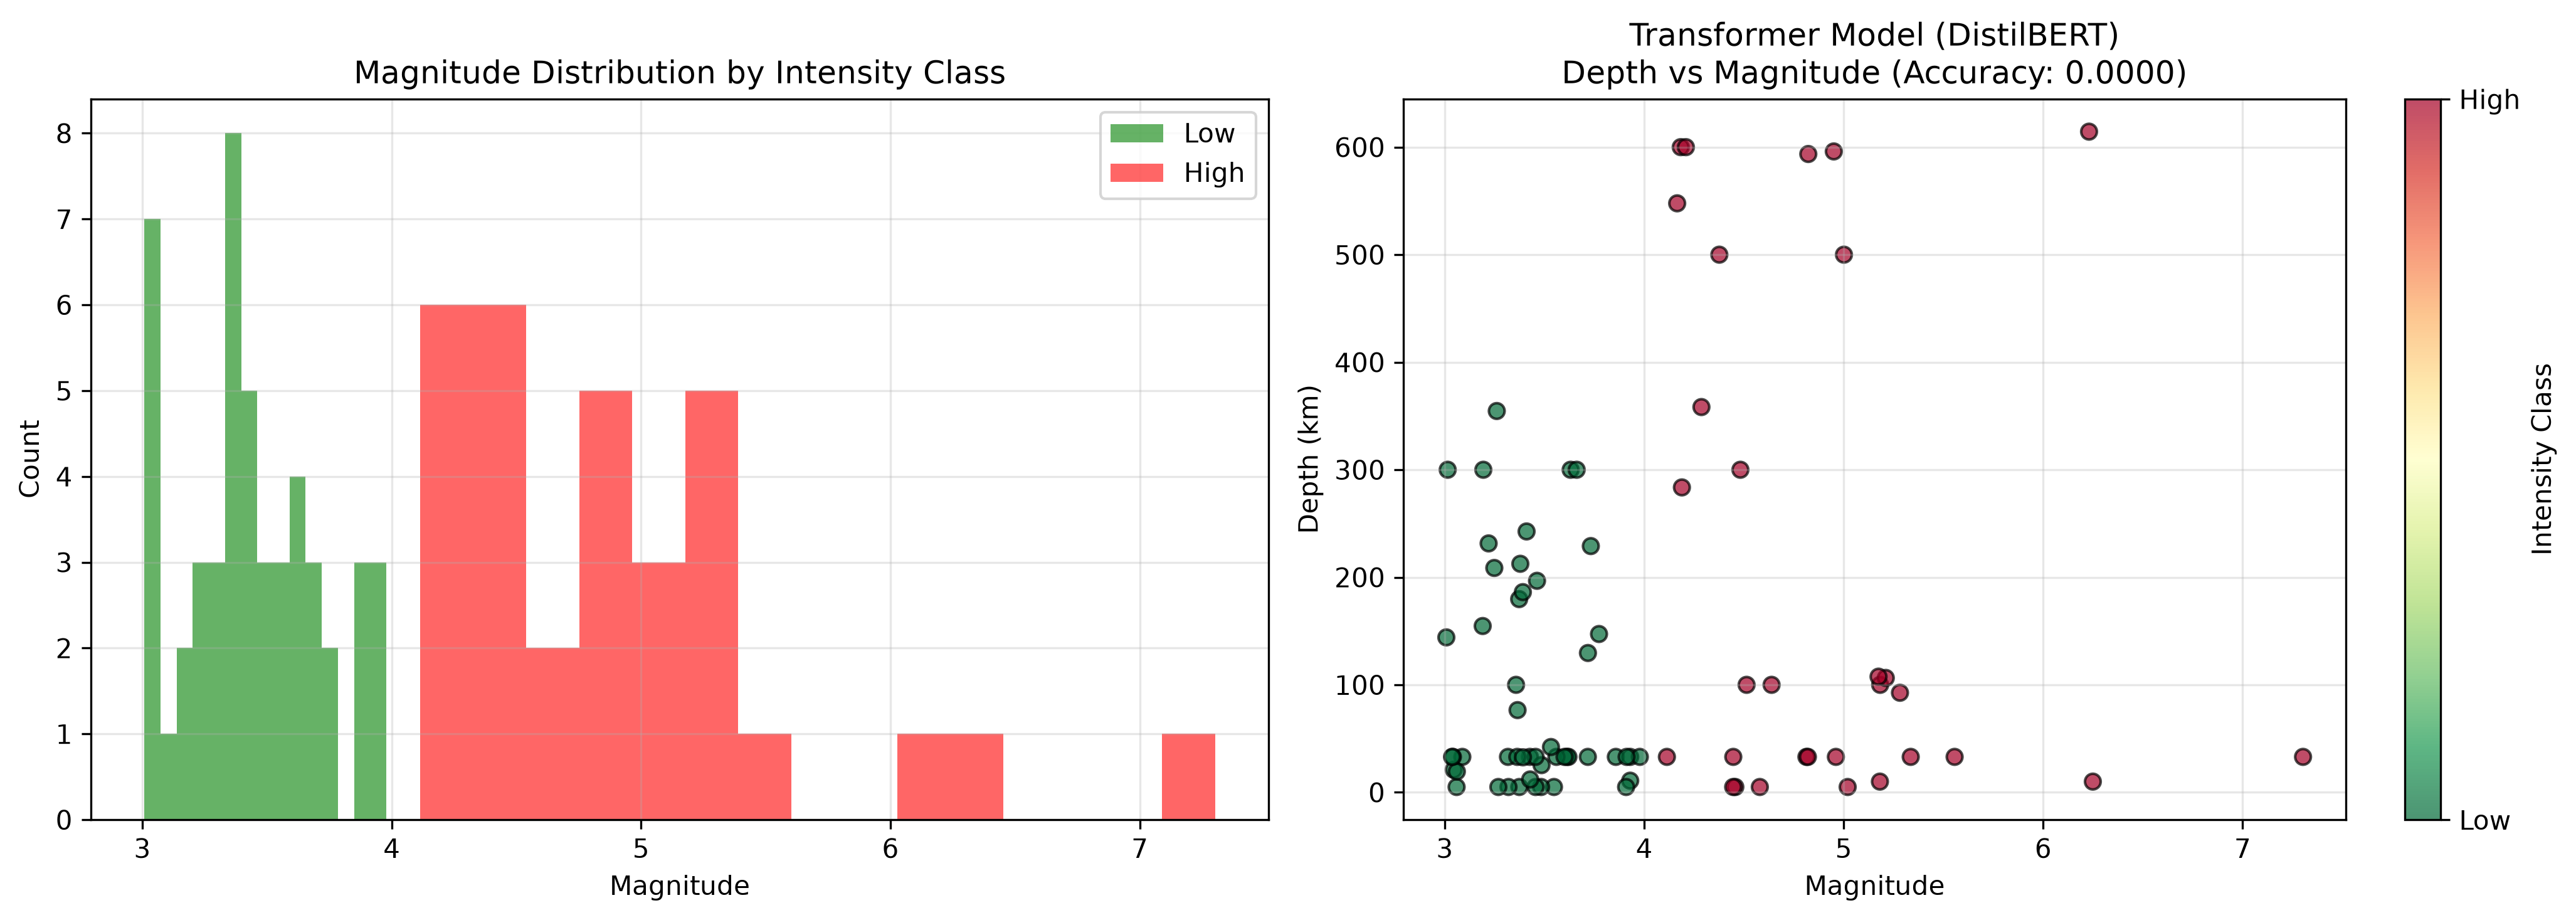 Magnitude Distribution by Intensity Class
8
7
6
5
4
3
2
1
0
Count
3
4
5
6
7
Magnitude
Low
High
Transformer Model (DistilBERT)
Depth vs Magnitude (Accuracy: 0.0000)
600
500
400
300
200
100
0
Depth (km)
3
4
5
6
7
Magnitude
High
Low
Intensity Class